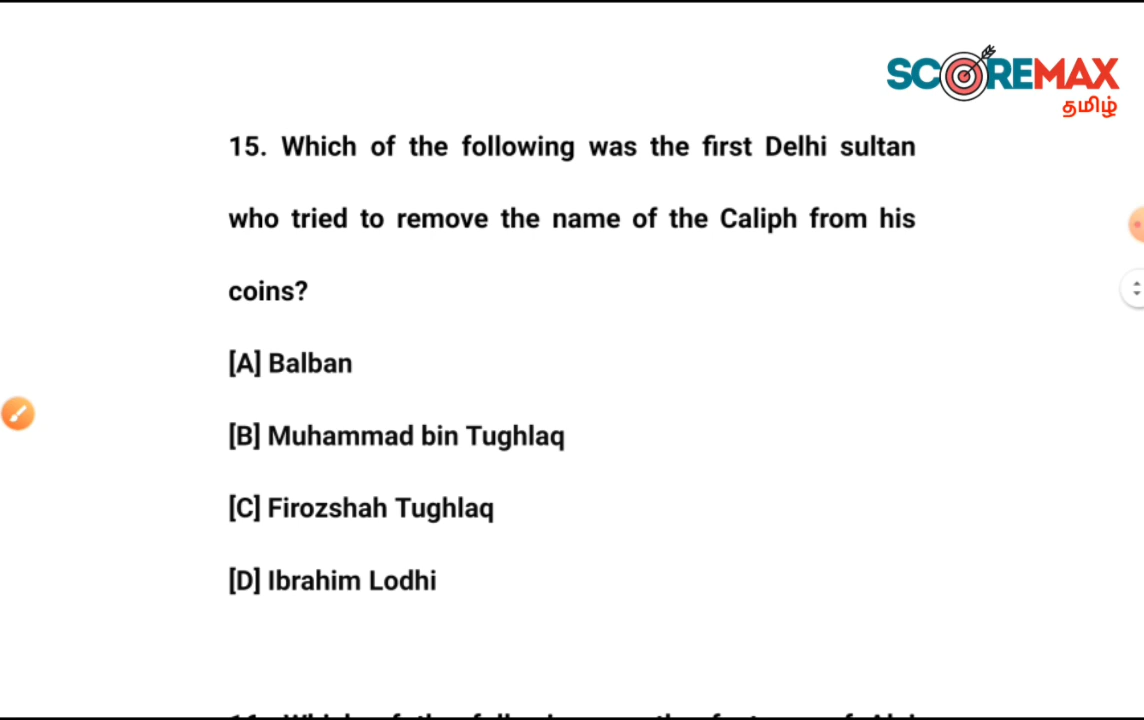 SCOREMAX
தமிழ்
15. Which of the following was the first Delhi sultan
who tried to remove the name of the Caliph from his
coins?
[A] Balban
[B] Muhammad bin Tughlaq
[C] Firozshah Tughlaq
[D] Ibrahim Lodhi